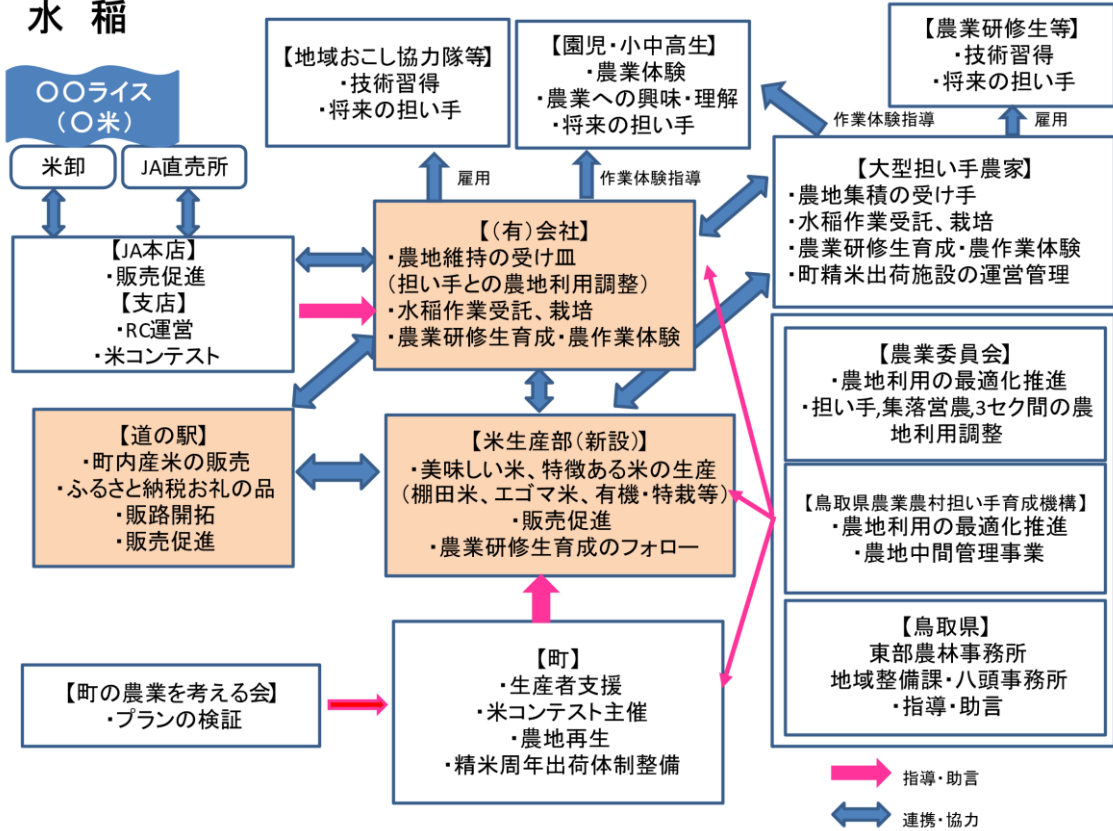 水 稲
〇〇ライス
(〇米)
米卸
JA直売所
【JA本店】
・販売促進
【支店】
・RC運営
・米コンテスト
【地域おこし協力隊等】
・技術習得
・将来の担い手
【園児・小中高生】
・農業体験
・農業への興味・理解
・将来の担い手
【農業研修生等】
・技術習得
・将来の担い手
雇用
作業体験指導
作業体験指導
雇用
【(有)会社】
・農地維持の受け皿
(担い手との農地利用調整)
・水稲作業受託、栽培
・農業研修生育成・農作業体験
【大型担い手農家】
・農地集積の受け手
・水稲作業受託、栽培
・農業研修生育成・農作業体験
・町精米出荷施設の運営管理
【道の駅】
・町内産米の販売
・ふるさと納税お礼の品
・販路開拓
・販売促進
【米生産部(新設)】
・美味しい米、特徴ある米の生産
(棚田米、エゴマ米、有機・特栽等)
・販売促進
・農業研修生育成のフォロー
【農業委員会】
・農地利用の最適化推進
・担い手,集落営農,3セク間の農
地利用調整
【鳥取県農業農村担い手育成機構】
・農地利用の最適化推進
・農地中間管理事業
【鳥取県】
東部農林事務所
地域整備課・八頭事務所
・指導・助言
【町の農業を考える会】
・プランの検証
【町】
・生産者支援
・米コンテスト主催
・農地再生
・精米周年出荷体制整備
指導・助言
連携・協力